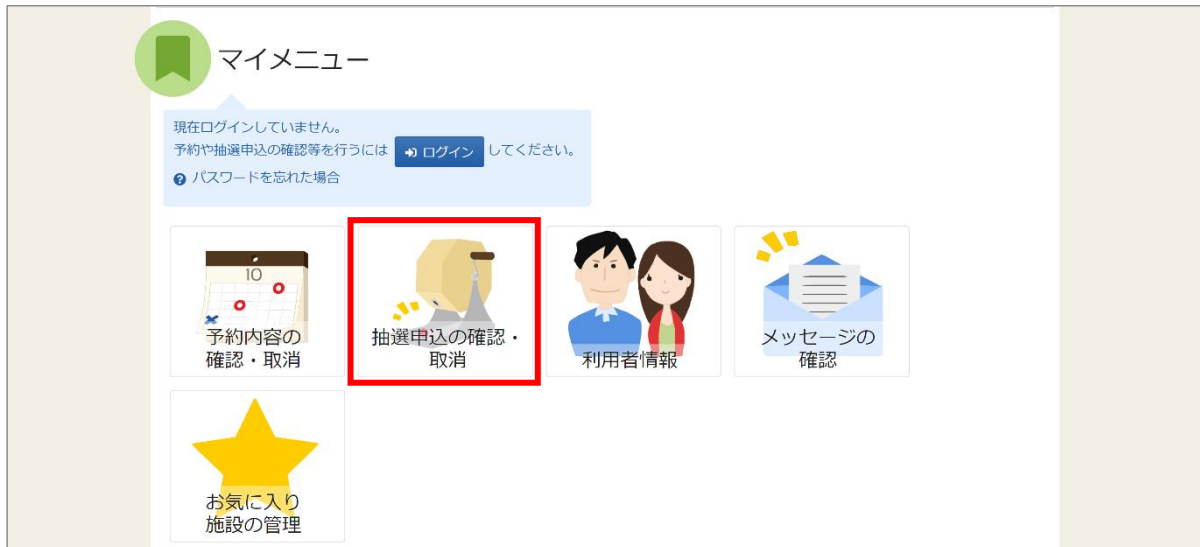 マイメニュー
現在ログインしていません。
予約や抽選申込の確認等を行うには ログイン してください。
パスワードを忘れた場合
10
予約内容の
確認・取消
抽選申込の確認・
取消
利用者情報
メッセージの
確認
お気に入り
施設の管理